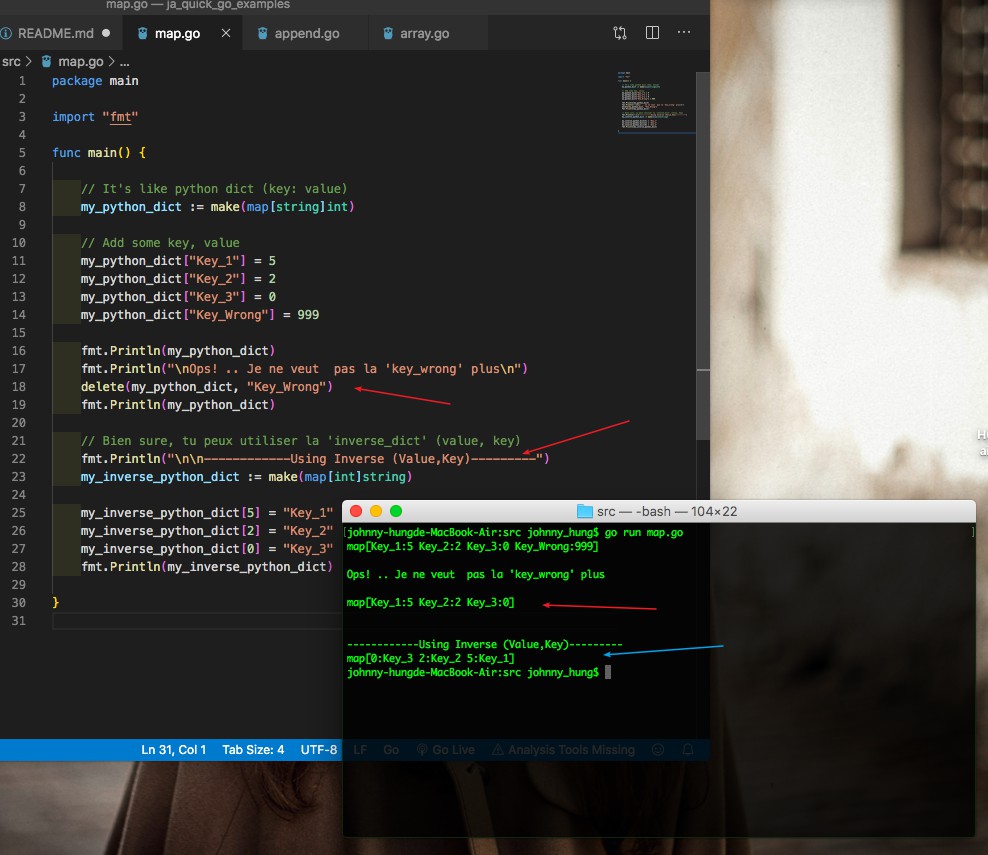 map.go — ja_quick_go_examples
README.md map.go append.go array.go
src > map.go > ...
1 package main
2
3 import "fmt"
4
5 func main() {
6
7 // It's like python dict (key: value)
8 my_python_dict := make(map[string]int)
9
10 // Add some key, value
11 my_python_dict["Key_1"] = 5
12 my_python_dict["Key_2"] = 2
13 my_python_dict["Key_3"] = 0
14 my_python_dict["Key_Wrong"] = 999
15
16 fmt.Println(my_python_dict)
17 fmt.Println("\nOps! .. Je ne veut  pas la 'key_wrong' plus\n")
18 delete(my_python_dict, "Key_Wrong")
19 fmt.Println(my_python_dict)
20
21 // Bien sure, tu peux utiliser la 'inverse_dict' (value, key)
22 fmt.Println("\n\n------------Using Inverse (Value,Key)---------")
23 my_inverse_python_dict := make(map[int]string)
24
25 my_inverse_python_dict[5] = "Key_1"
26 my_inverse_python_dict[2] = "Key_2"
27 my_inverse_python_dict[0] = "Key_3"
28 fmt.Println(my_inverse_python_dict)
29
30 }
31
src — -bash — 104×22
[johnny-hungde-MacBook-Air:src johnny_hung$ go run map.go ]
map[Key_1:5 Key_2:2 Key_3:0 Key_Wrong:999]
Ops! .. Je ne veut  pas la 'key_wrong' plus
map[Key_1:5 Key_2:2 Key_3:0]
------------Using Inverse (Value,Key)---------
map[0:Key_3 2:Key_2 5:Key_1]
johnny-hungde-MacBook-Air:src johnny_hung$
Ln 31, Col 1 Tab Size: 4 UTF-8 LF Go Go Live Analysis Tools Missing